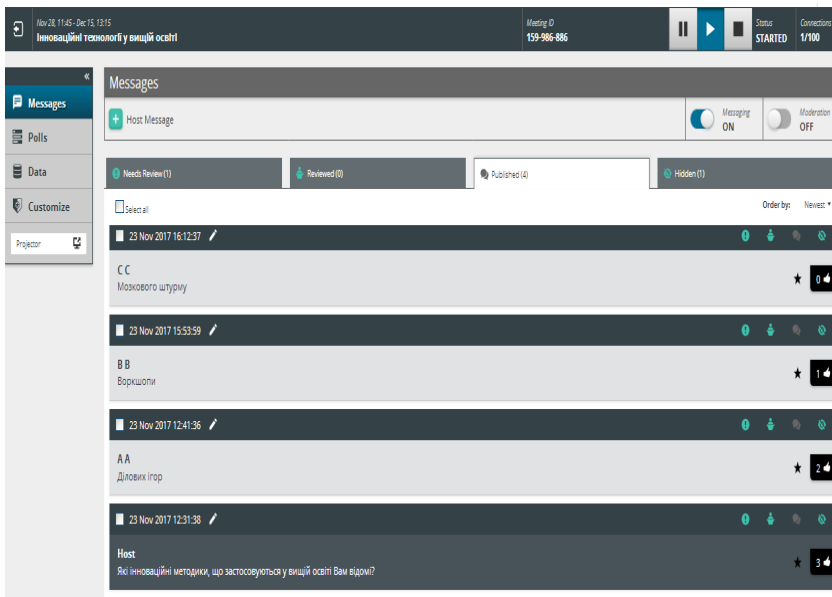 Nov 28, 11:45 - Dec 15, 13:15
Інноваційні технології у вищій освіті
Meeting ID
159-986-886
Status
STARTED
Connections
1/100
«
Messages
Polls
Data
Customize
Projector
Messages
Host Message
Messaging
ON
Moderation
OFF
Needs Review (1)
Reviewed (0)
Published (4)
Hidden (1)
Select all
Order by: Newest
23 Nov 2017 16:12:37
C C
Мозкового штурму
0
23 Nov 2017 15:53:59
B B
Воркшопи
1
23 Nov 2017 12:41:36
A A
Ділових ігор
2
23 Nov 2017 12:31:38
Host
Які інноваційні методики, що застосовуються у вищій освіті Вам відомі?
3